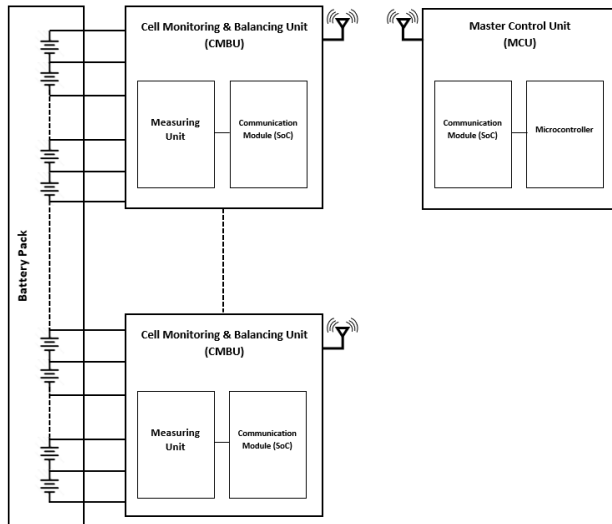 Cell Monitoring & Balancing Unit
(CMBU)
Measuring
Unit
Communication
Module (SoC)
Master Control Unit
(MCU)
Communication
Module (SoC)
Microcontroller
Battery Pack
Cell Monitoring & Balancing Unit
(CMBU)
Measuring
Unit
Communication
Module (SoC)